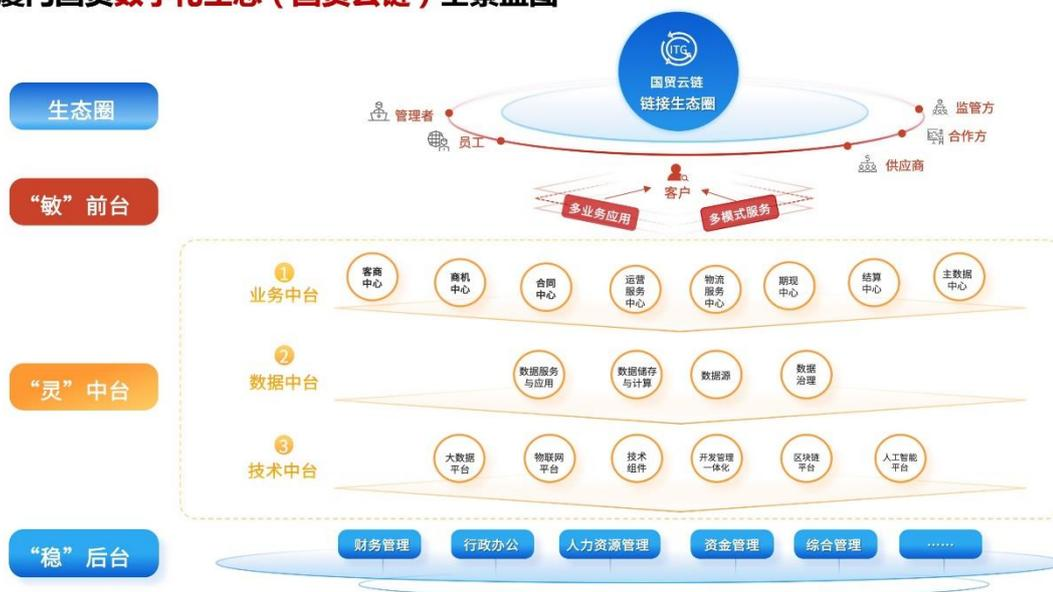 厦门国贸数字化生态（国贸云链）全景蓝图
ITG
国贸云链
链接生态圈
生态圈
管理者
员工
监管方
合作方
供应商
客户
“敏”前台
多业务应用
多模式服务
“灵”中台
1
业务中台
客商
中心
商机
中心
合同
中心
运营
服务
中心
物流
服务
中心
期现
中心
结算
中心
主数据
中心
2
数据中台
数据服务
与应用
数据储存
与计算
数据源
数据
治理
3
技术中台
大数据
平台
物联网
平台
技术
组件
开发管理
一体化
区块链
平台
人工智能
平台
“稳”后台
财务管理
行政办公
人力资源管理
资金管理
综合管理
……